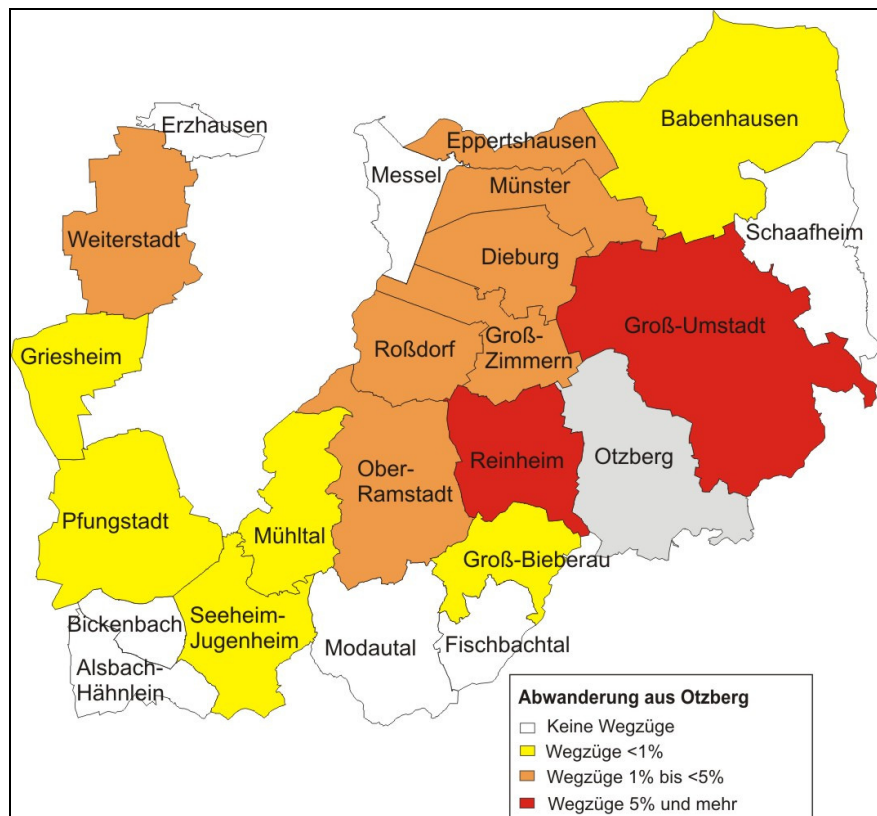 Babenhausen
Erzhausen
Eppertshausen
Messel
Münster
Schaafheim
Weiterstadt
Dieburg
Groß-Umstadt
Griesheim
Roßdorf
Groß-
Zimmern
Reinheim
Otzberg
Ober-
Ramstadt
Pfungstadt
Mühltal
Groß-Bieberau
Bickenbach
Seeheim-
Jugenheim
Modautal
Fischbachtal
Alsbach-
Hähnlein
Abwanderung aus Otzberg
Keine Wegzüge
Wegzüge <1%
Wegzüge 1% bis <5%
Wegzüge 5% und mehr